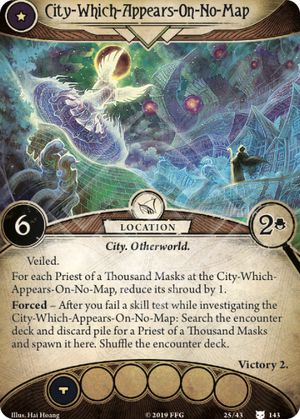 City-Which-Appears-On-No-Map
6
LOCATION
2
City. Otherworld.
Veiled.
For each Priest of a Thousand Masks at the City-Which-
Appears-On-No-Map, reduce its shroud by 1.
Forced – After you fail a skill test while investigating the
City-Which-Appears-On-No-Map: Search the encounter
deck and discard pile for a Priest of a Thousand Masks
and spawn it here. Shuffle the encounter deck.
Victory 2.
Illus. Hai Hoang
© 2019 FFG
25/43
143